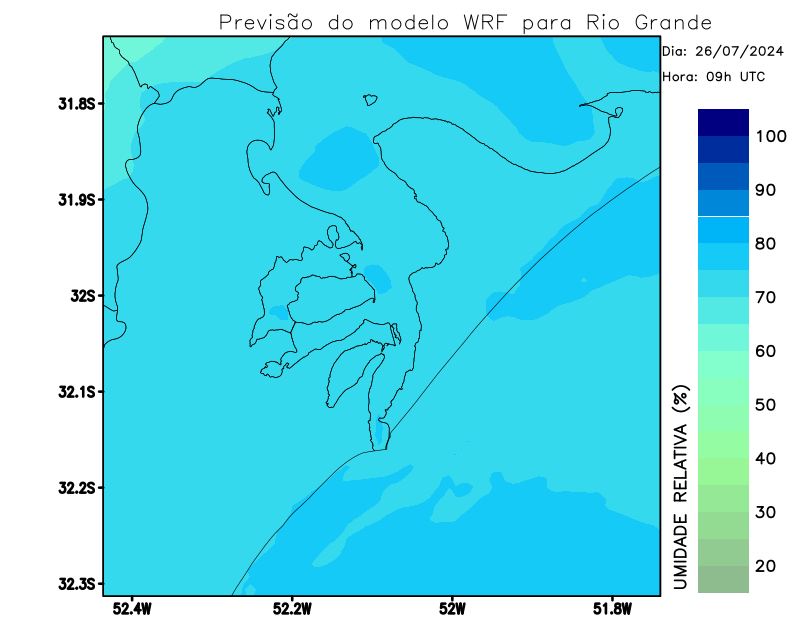 Previsão do modelo WRF para Rio Grande
Dia: 26/07/2024
Hora: 09h UTC
31.8S
31.9S
32S
32.1S
32.2S
32.3S
52.4W 52.2W 52W 51.8W
100
90
80
70
60
50
40
30
20
UMIDADE RELATIVA (%)